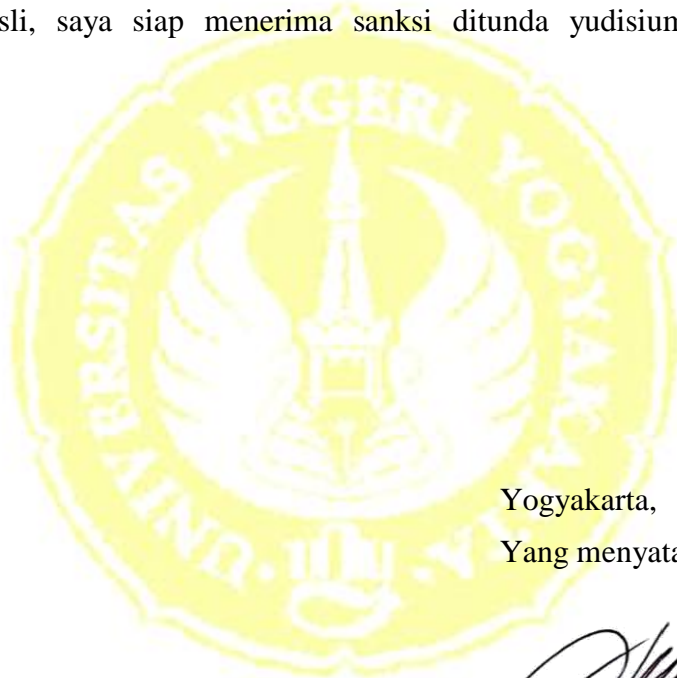 sli, saya siap menerima sanksi ditunda yudisium
UNIVERSITAS NEGERI YOGYAKARTA
Yogyakarta,
Yang menyata